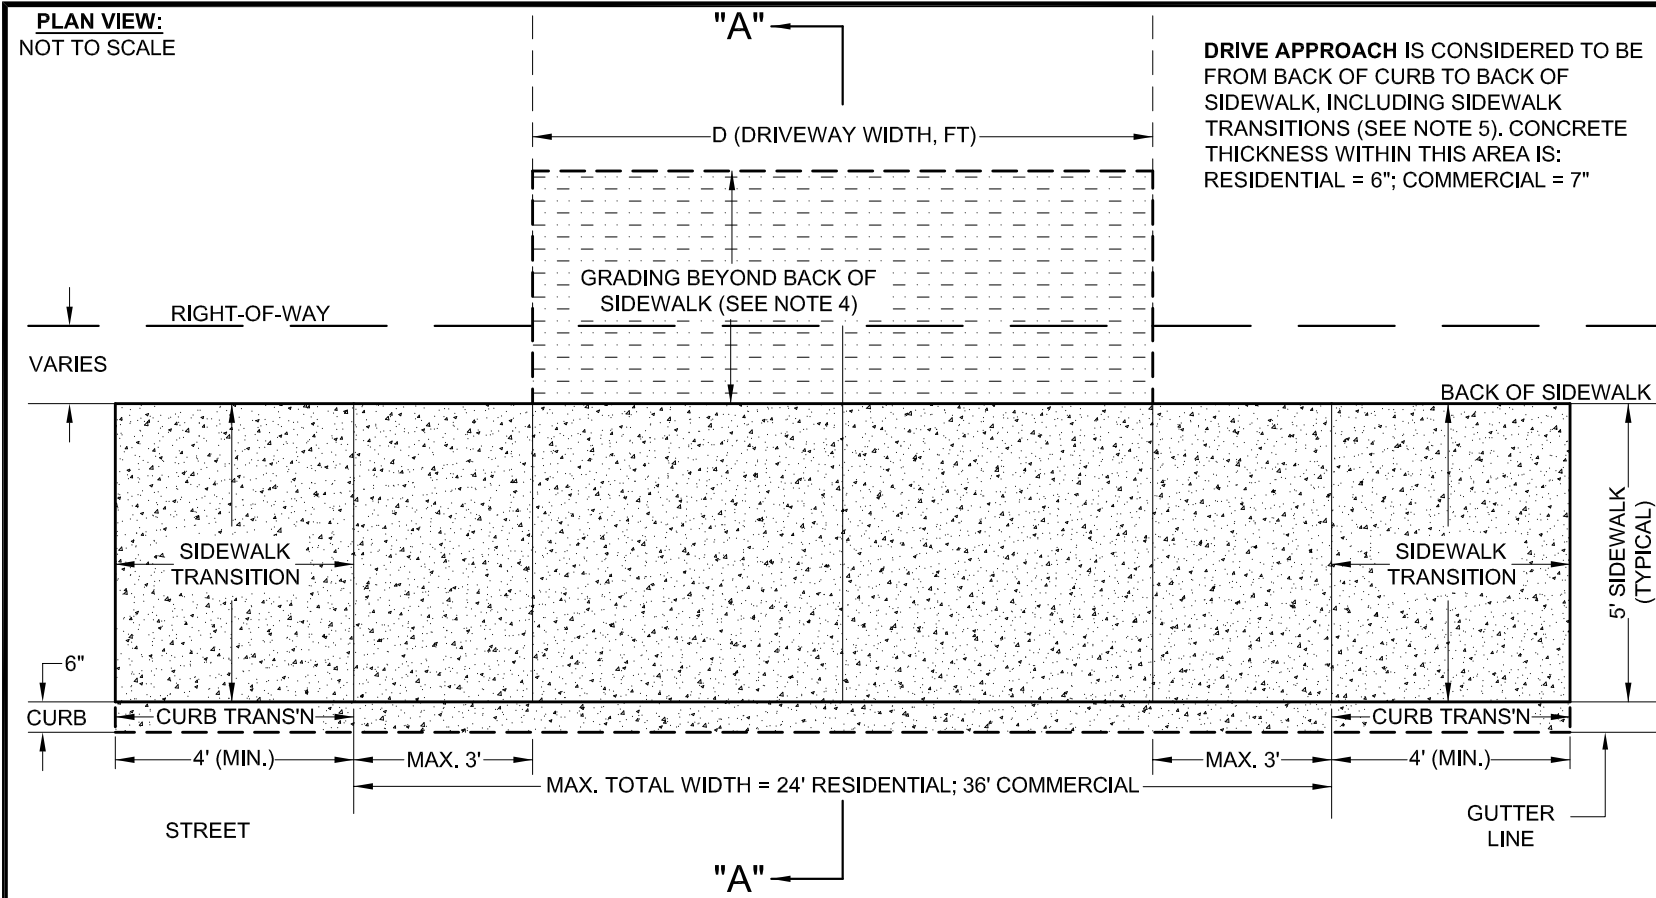 PLAN VIEW:
NOT TO SCALE
"A"
DRIVE APPROACH IS CONSIDERED TO BE
FROM BACK OF CURB TO BACK OF
SIDEWALK, INCLUDING SIDEWALK
TRANSITIONS (SEE NOTE 5). CONCRETE
THICKNESS WITHIN THIS AREA IS:
RESIDENTIAL = 6"; COMMERCIAL = 7"
D (DRIVEWAY WIDTH, FT)
GRADING BEYOND BACK OF
SIDEWALK (SEE NOTE 4)
RIGHT-OF-WAY
VARIES
BACK OF SIDEWALK
SIDEWALK
TRANSITION
SIDEWALK
TRANSITION
5' SIDEWALK
(TYPICAL)
6"
CURB
CURB TRANS'N
CURB TRANS'N
4' (MIN.)
MAX. 3'
MAX. 3'
4' (MIN.)
MAX. TOTAL WIDTH = 24' RESIDENTIAL; 36' COMMERCIAL
STREET
GUTTER
LINE
"A"